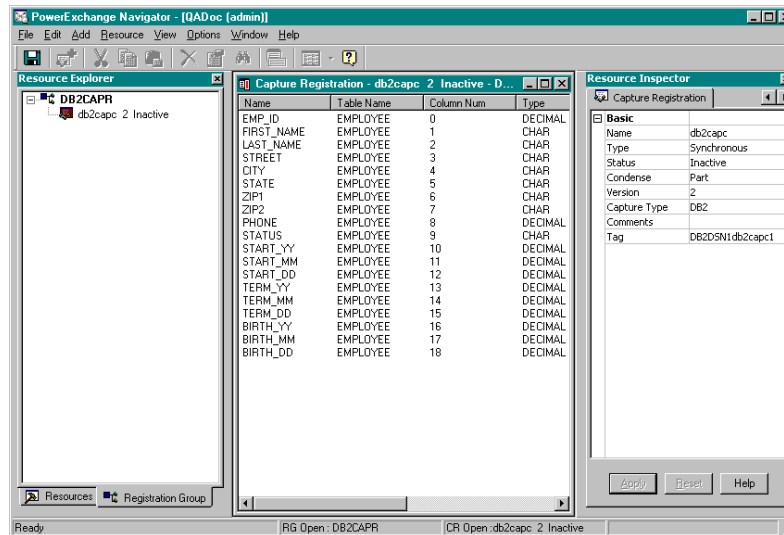 PowerExchange Navigator - [QADoc (admin)]
File Edit Add Resource View Options Window Help
Resource Explorer
DB2CAPR
db2capc 2 Inactive
Resources
Registration Group
Capture Registration - db2capc 2 Inactive - D...
Name Table Name Column Num Type
EMP_ID EMPLOYEE 0 DECIMAL
FIRST_NAME EMPLOYEE 1 CHAR
LAST_NAME EMPLOYEE 2 CHAR
STREET EMPLOYEE 3 CHAR
CITY EMPLOYEE 4 CHAR
STATE EMPLOYEE 5 CHAR
ZIP1 EMPLOYEE 6 CHAR
ZIP2 EMPLOYEE 7 CHAR
PHONE EMPLOYEE 8 DECIMAL
STATUS EMPLOYEE 9 CHAR
START_YY EMPLOYEE 10 DECIMAL
START_MM EMPLOYEE 11 DECIMAL
START_DD EMPLOYEE 12 DECIMAL
TERM_YY EMPLOYEE 13 DECIMAL
TERM_MM EMPLOYEE 14 DECIMAL
TERM_DD EMPLOYEE 15 DECIMAL
BIRTH_YY EMPLOYEE 16 DECIMAL
BIRTH_MM EMPLOYEE 17 DECIMAL
BIRTH_DD EMPLOYEE 18 DECIMAL
Resource Inspector
Capture Registration
Basic
Name db2capc
Type Synchronous
Status Inactive
Condense Part
Version 2
Capture Type DB2
Comments
Tag DB2DSN1db2capc1
Apply Reset Help
Ready RG Open : DB2CAPR CR Open :db2capc 2 Inactive